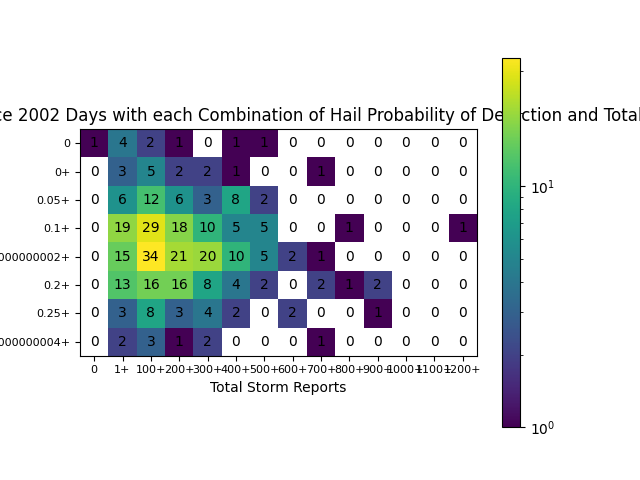 2002 Days with each Combination of Hail Probability of Detection and
0 1 4 2 1 0 1 1 0 0 0 0 0 0 0
0+ 0 3 5 2 2 1 0 0 1 0 0 0 0 0
0.05+ 0 6 12 6 3 8 2 0 0 0 0 0 0 0
0.1+ 0 19 29 18 10 5 5 0 0 1 0 0 0 1
000000002+ 0 15 34 21 20 10 5 2 1 0 0 0 0 0
0.2+ 0 13 16 16 8 4 2 0 2 1 2 0 0 0
0.25+ 0 3 8 3 4 2 0 2 0 0 1 0 0 0
000000004+ 0 2 3 1 2 0 0 0 1 0 0 0 0 0
0 1+ 100+ 200+ 300+ 400+ 500+ 600+ 700+ 800+ 900+ 1000+ 1100+ 1200+
Total Storm Reports
10¹
10⁰